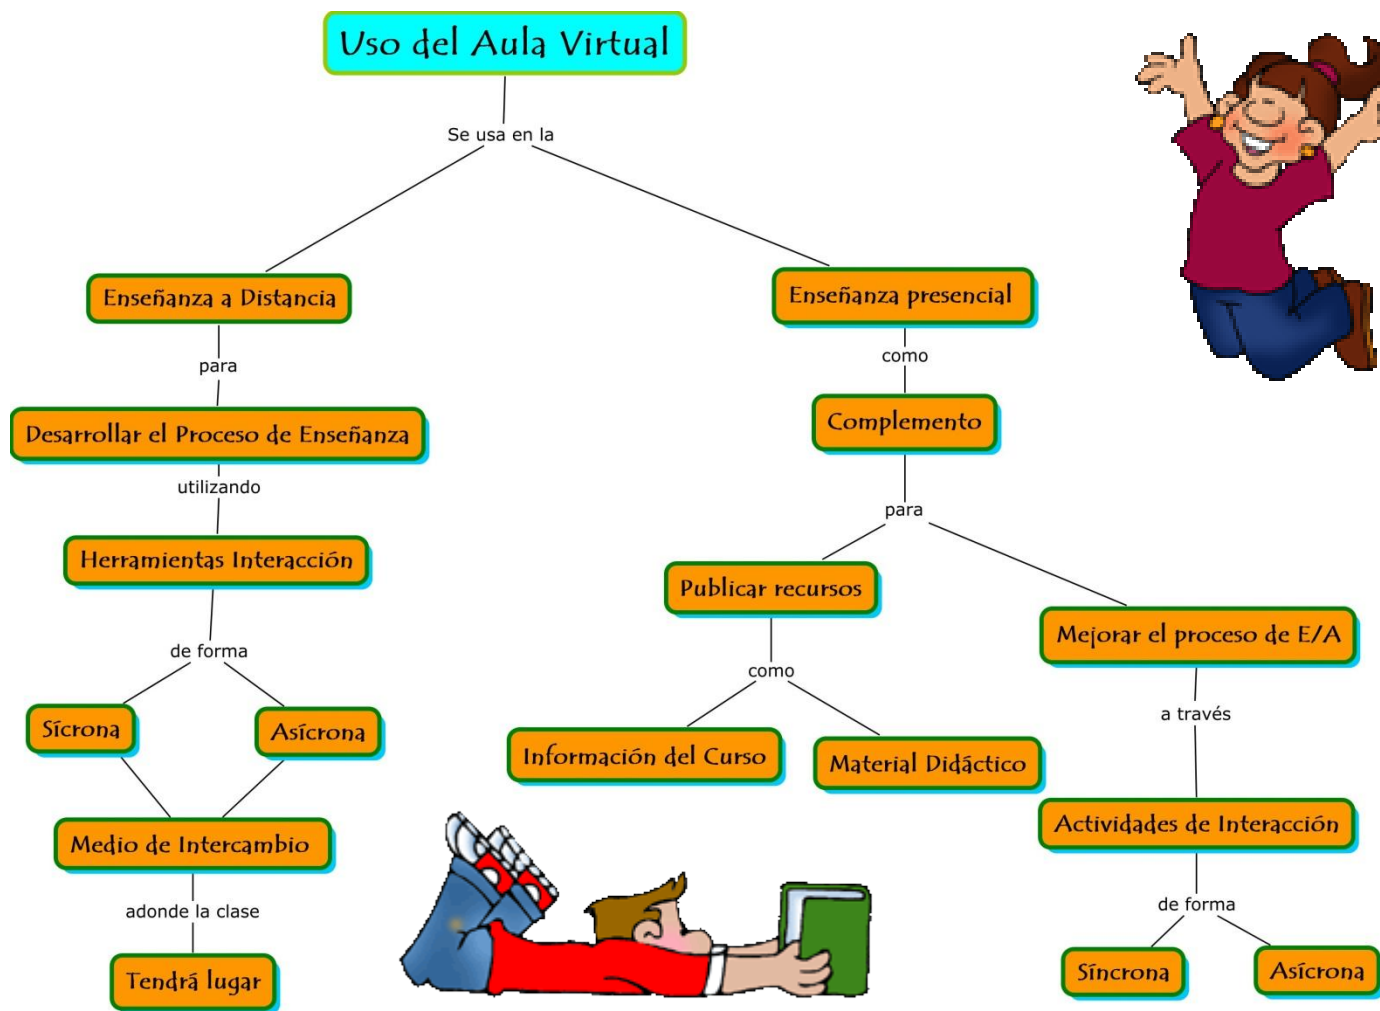 Uso del Aula Virtual
Se usa en la
Enseñanza a Distancia
para
Desarrollar el Proceso de Enseñanza
utilizando
Herramientas Interacción
de forma
Sícrona
Asícrona
Medio de Intercambio
adonde la clase
Tendrá lugar
Enseñanza presencial
como
Complemento
para
Publicar recursos
como
Información del Curso
Material Didáctico
Mejorar el proceso de E/A
a través
Actividades de Interacción
de forma
Síncrona
Asícrona